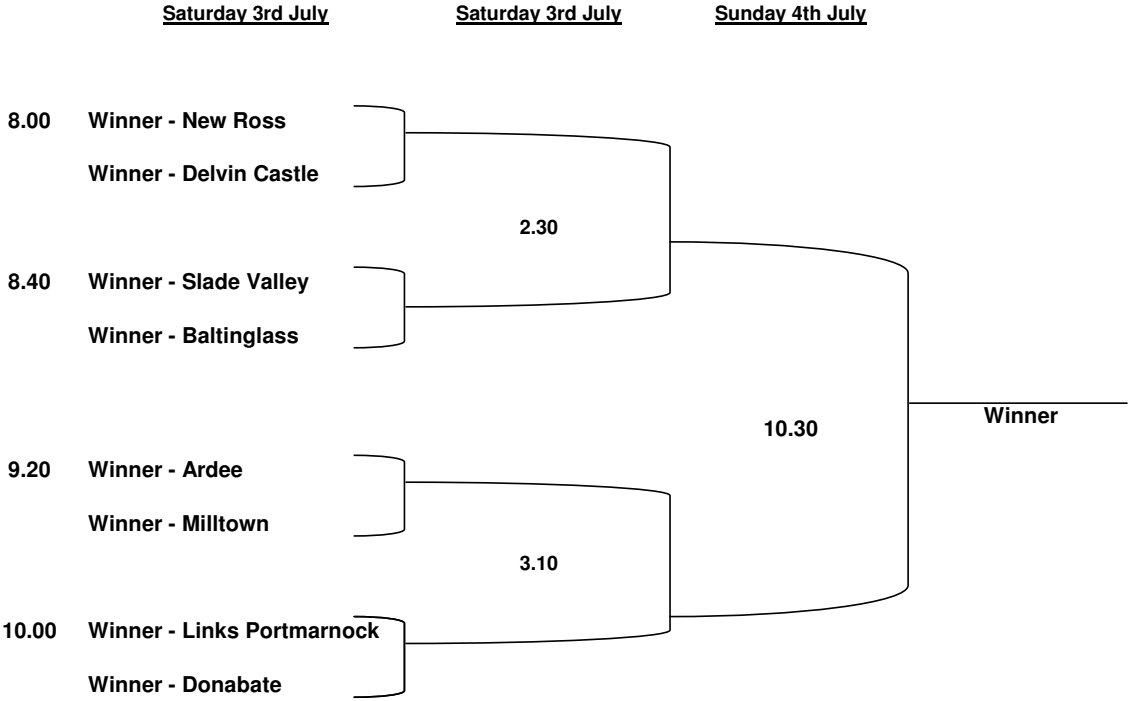 Saturday 3rd July Saturday 3rd July Sunday 4th July
8.00 Winner - New Ross
Winner - Delvin Castle
2.30
8.40 Winner - Slade Valley
Winner - Baltinglass
Winner
10.30
9.20 Winner - Ardee
Winner - Milltown
3.10
10.00 Winner - Links Portmarnock
Winner - Donabate